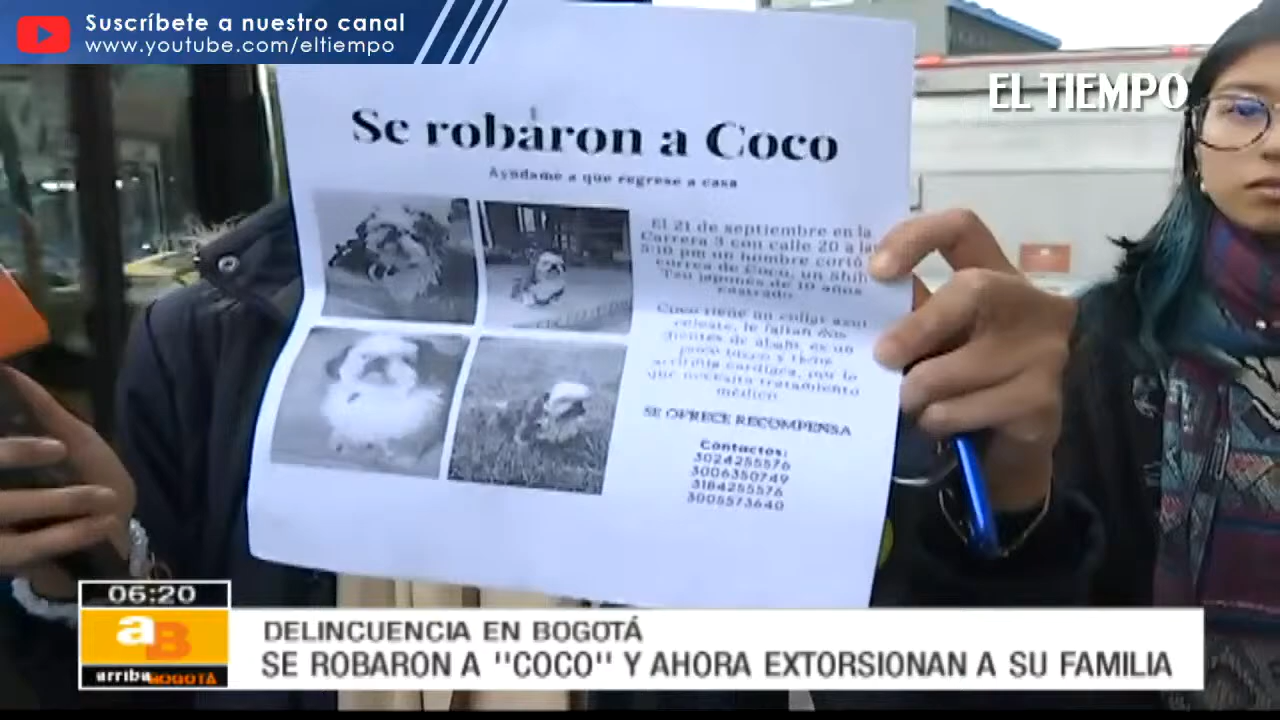 Suscríbete a nuestro canal
www.youtube.com/eltiempo
EL TIEMPO
Se robaron a Coco
Ayúdame a que regrese a casa
El 21 de septiembre en la
Carrera 3 con calle 20 a las
5:10 pm un hombre cortó
correa de Coco, un Shih
Tzu japonés de 10 años
castrado.
Coco tiene un collar azul
celeste, le faltan dos
dientes de abajo, es un
poco bizco y tiene
arritmia cardiaca, por lo
que necesita tratamiento
médico
SE OFRECE RECOMPENSA
Contactos:
3024255576
3006350749
3184255576
3005573640
06:20
aB
arriba BOGOTÁ
DELINCUENCIA EN BOGOTÁ
SE ROBARON A "COCO" Y AHORA EXTORSIONAN A SU FAMILIA